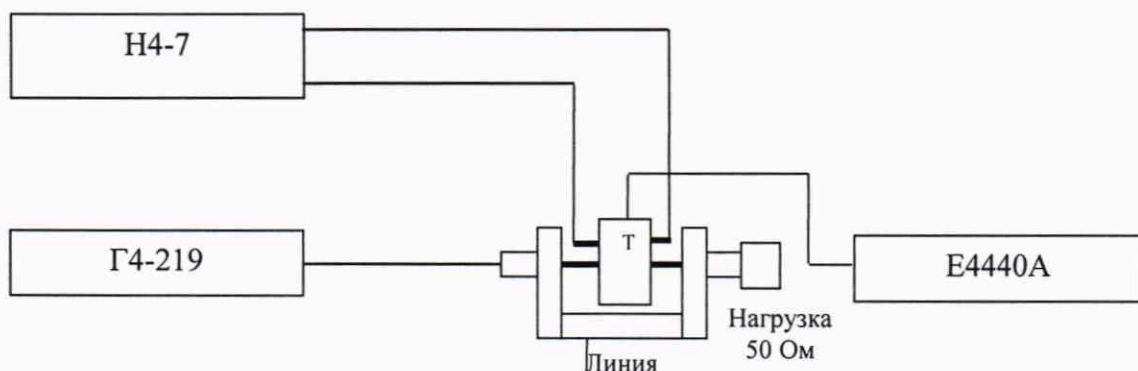 Н4-7
Т
Г4-219
Е4440А
Нагрузка
50 Ом
Линия